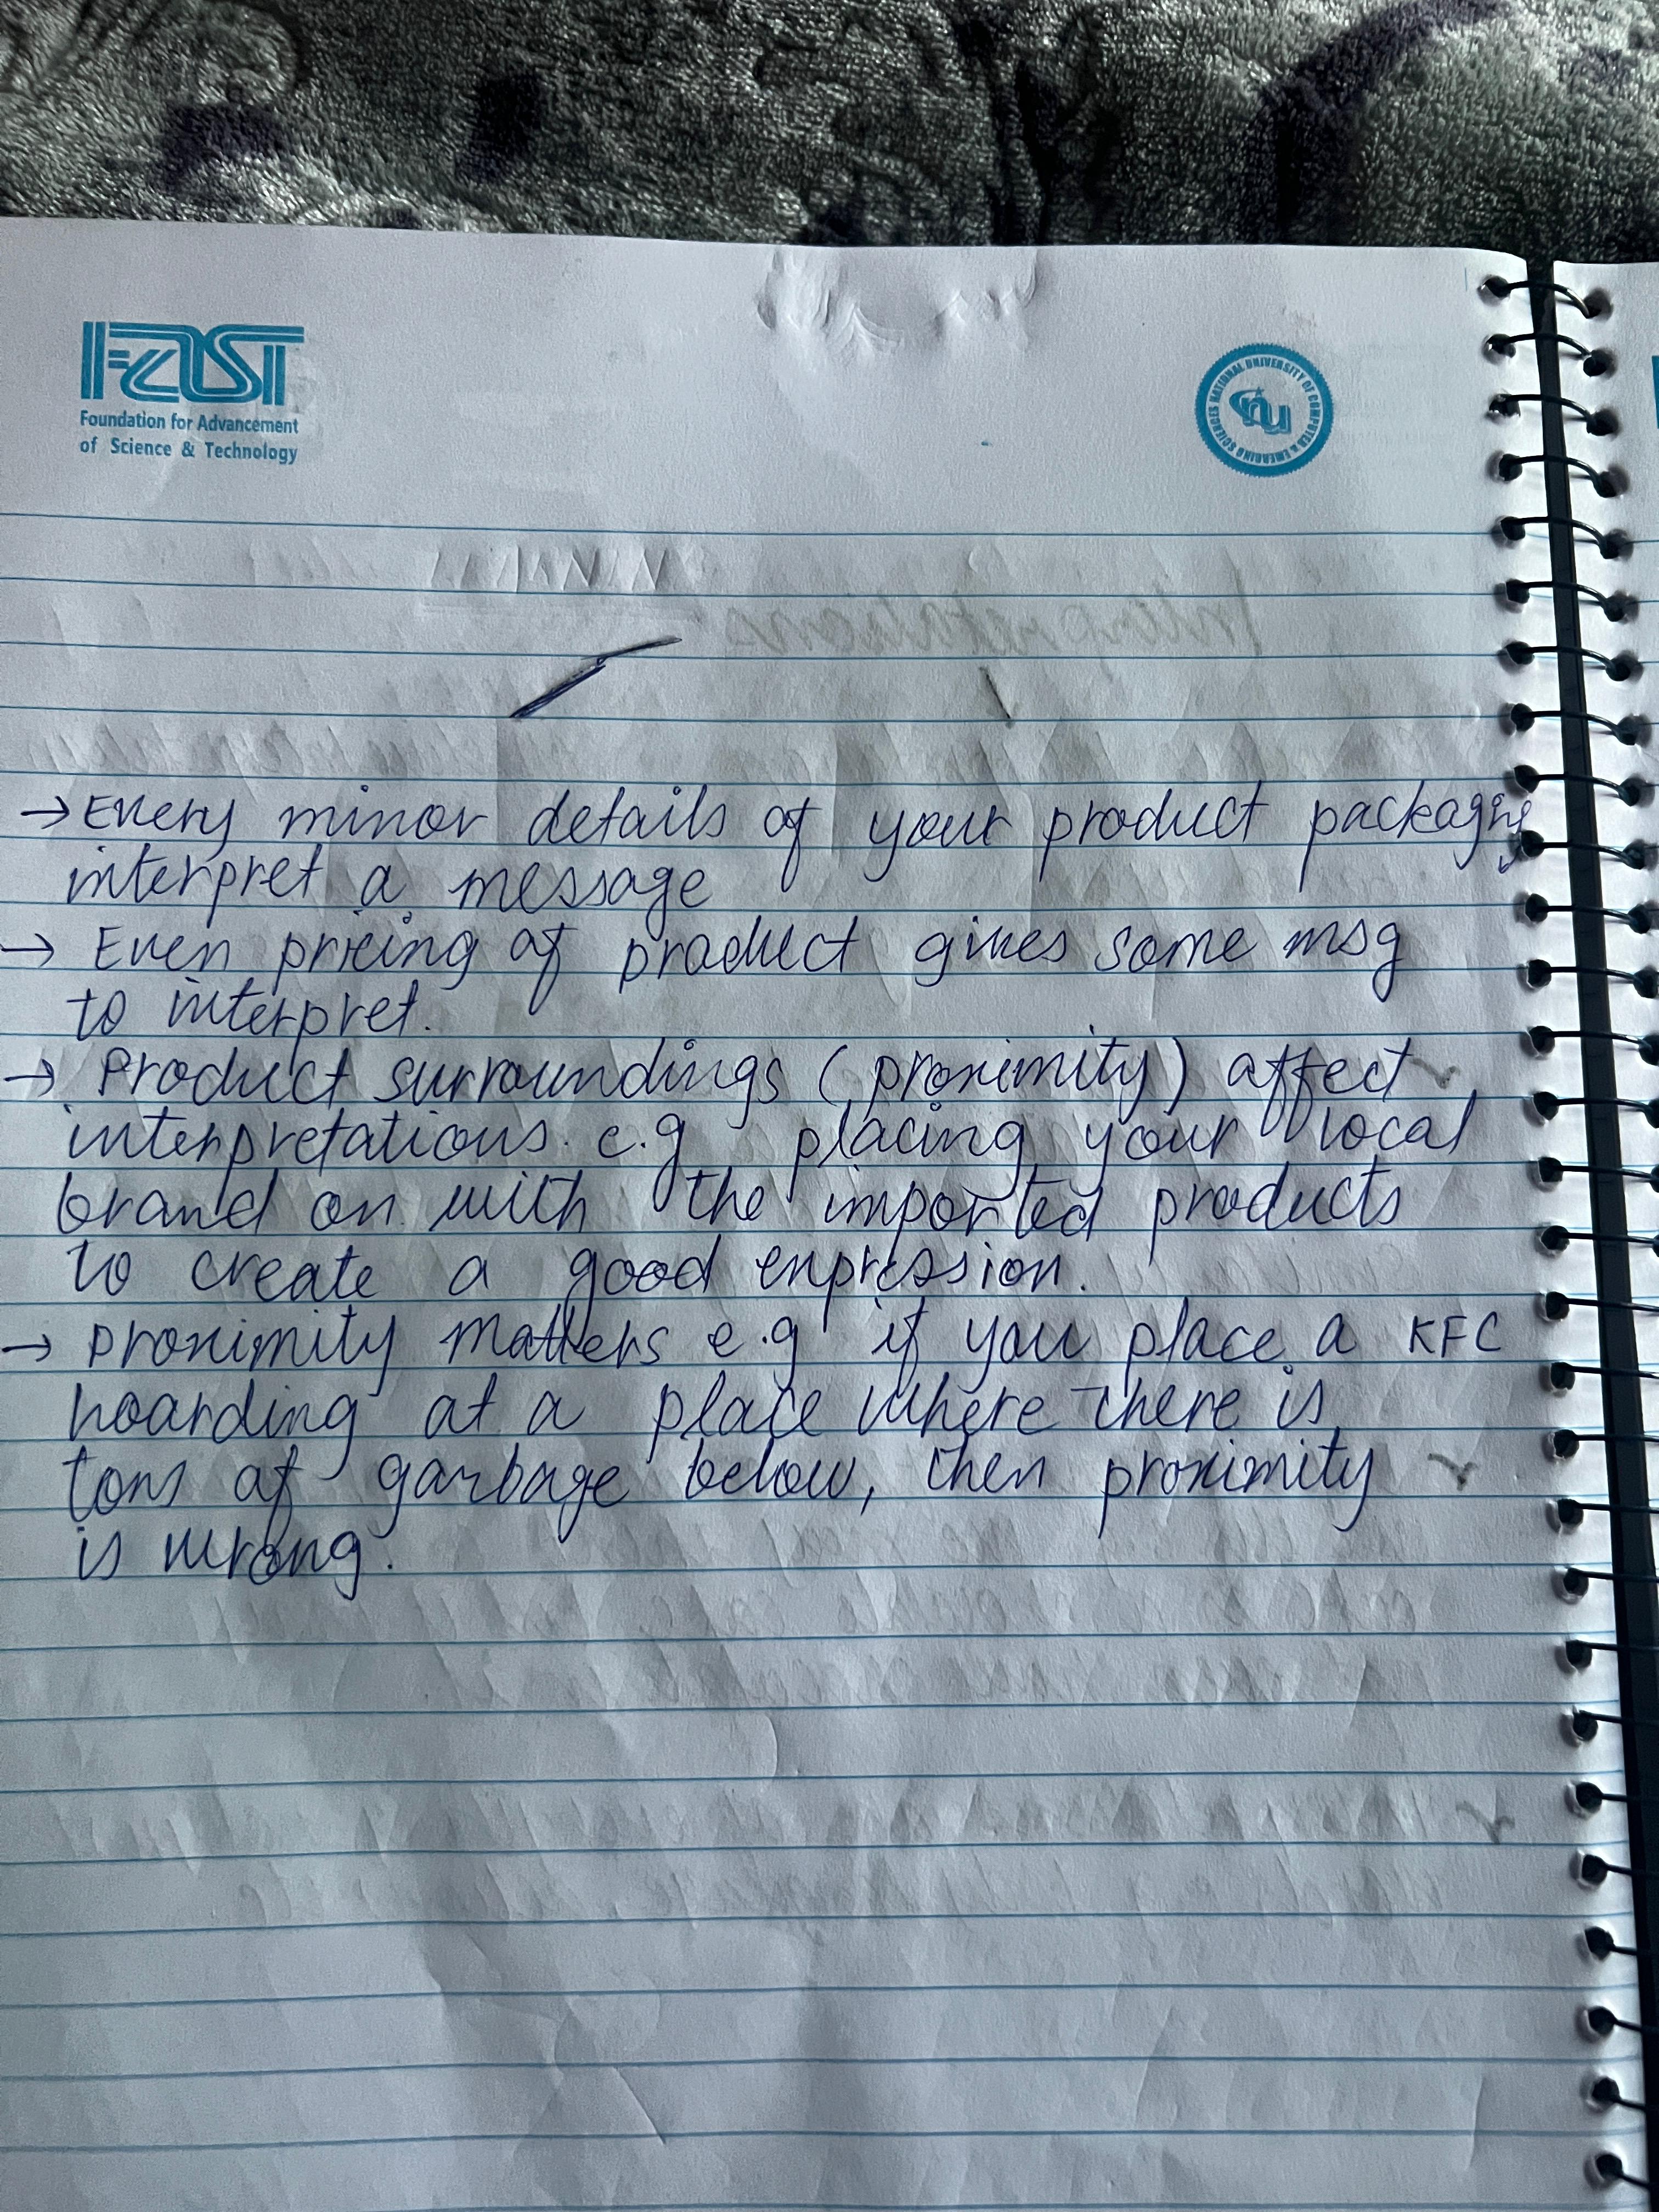 FAST
Foundation for Advancement
of Science & Technology
NATIONAL UNIVERSITY OF COMPUTER & EMERGING SCIENCES
nu
→ Every minor details of your product packaging
interpret a message
→ Even pricing of product gives some msg
to interpret.
→ Product surroundings (proximity) affect
interpretations. e.g placing your local
brand on with the imported products
to create a good expression.
→ proximity matters e.g if you place a KFC
hoarding at a place where there is
tons of garbage below, then proximity
is wrong.